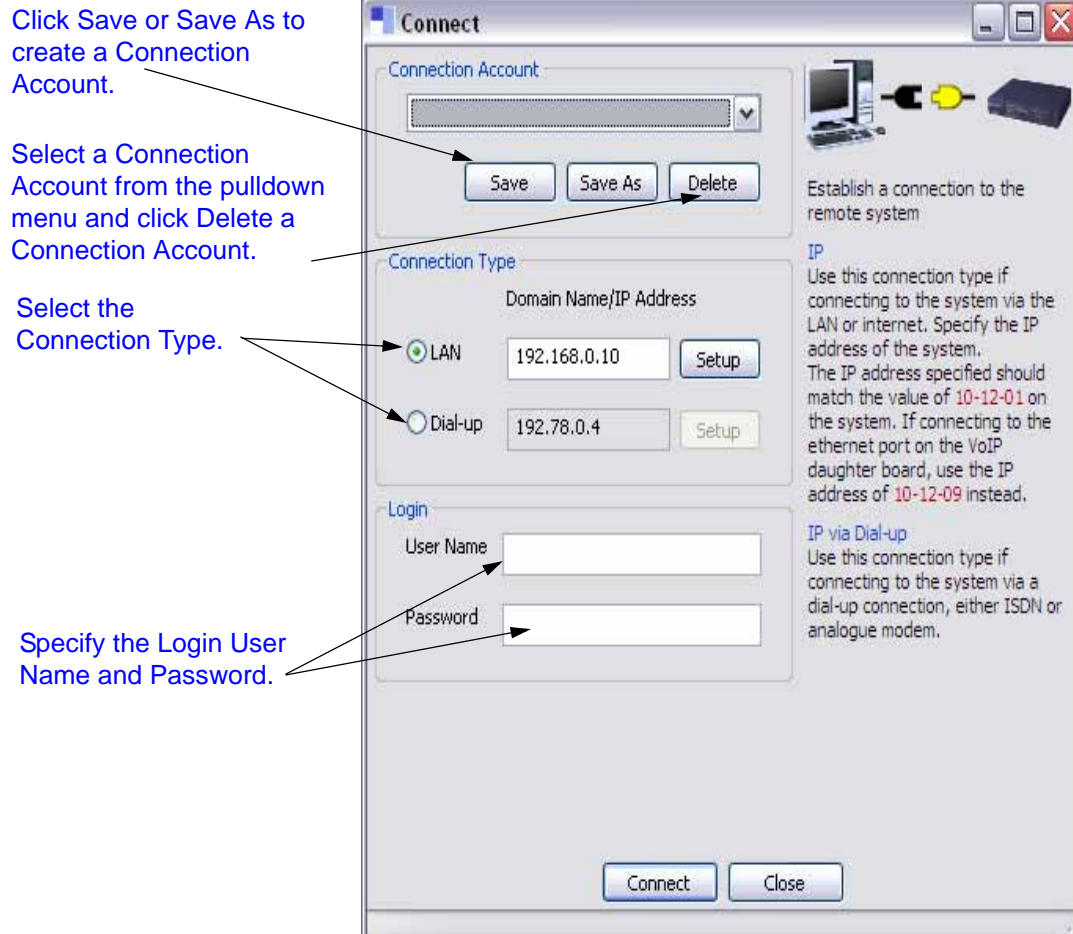 Click Save or Save As to
create a Connection
Account.
Select a Connection
Account from the pulldown
menu and click Delete a
Connection Account.
Select the
Connection Type.
Specify the Login User
Name and Password.
Connect
Connection Account
Save Save As Delete
Connection Type
Domain Name/IP Address
LAN 192.168.0.10 Setup
Dial-up 192.78.0.4 Setup
Login
User Name
Password
Establish a connection to the
remote system
IP
Use this connection type if
connecting to the system via the
LAN or internet. Specify the IP
address of the system.
The IP address specified should
match the value of 10-12-01 on
the system. If connecting to the
ethernet port on the VoIP
daughter board, use the IP
address of 10-12-09 instead.
IP via Dial-up
Use this connection type if
connecting to the system via a
dial-up connection, either ISDN or
analogue modem.
Connect Close